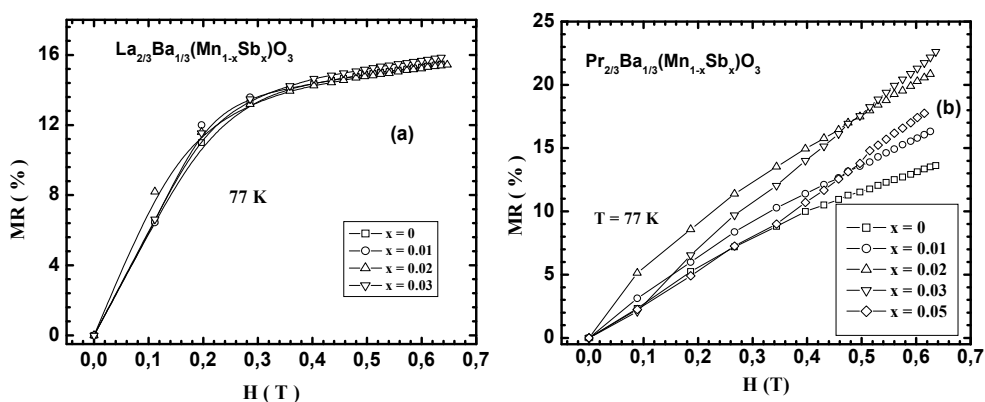 La2/3Ba1/3(Mn1-xSbx)O3
(a)
77 K
x = 0
x = 0.01
x = 0.02
x = 0.03
MR ( % )
16
12
8
4
0
0,0 0,1 0,2 0,3 0,4 0,5 0,6 0,7
H ( T )
Pr2/3Ba1/3(Mn1-xSbx)O3
(b)
T = 77 K
x = 0
x = 0.01
x = 0.02
x = 0.03
x = 0.05
MR ( % )
25
20
15
10
5
0
0,0 0,1 0,2 0,3 0,4 0,5 0,6 0,7
H (T)